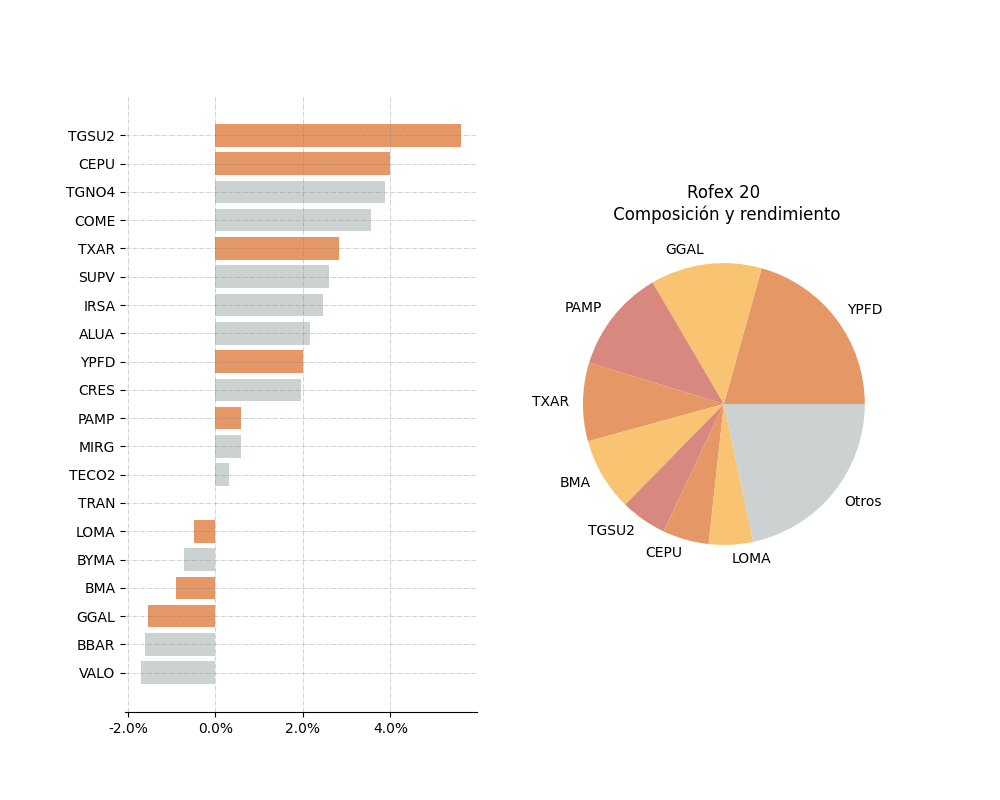 TGSU2
CEPU
TGNO4
COME
TXAR
SUPV
IRSA
ALUA
YPFD
CRES
PAMP
MIRG
TECO2
TRAN
LOMA
BYMA
BMA
GGAL
BBAR
VALO
-2.0% 0.0% 2.0% 4.0%
Rofex 20
Composición y rendimiento
GGAL
YPFD
PAMP
TXAR
BMA
TGSU2
CEPU
LOMA
Otros